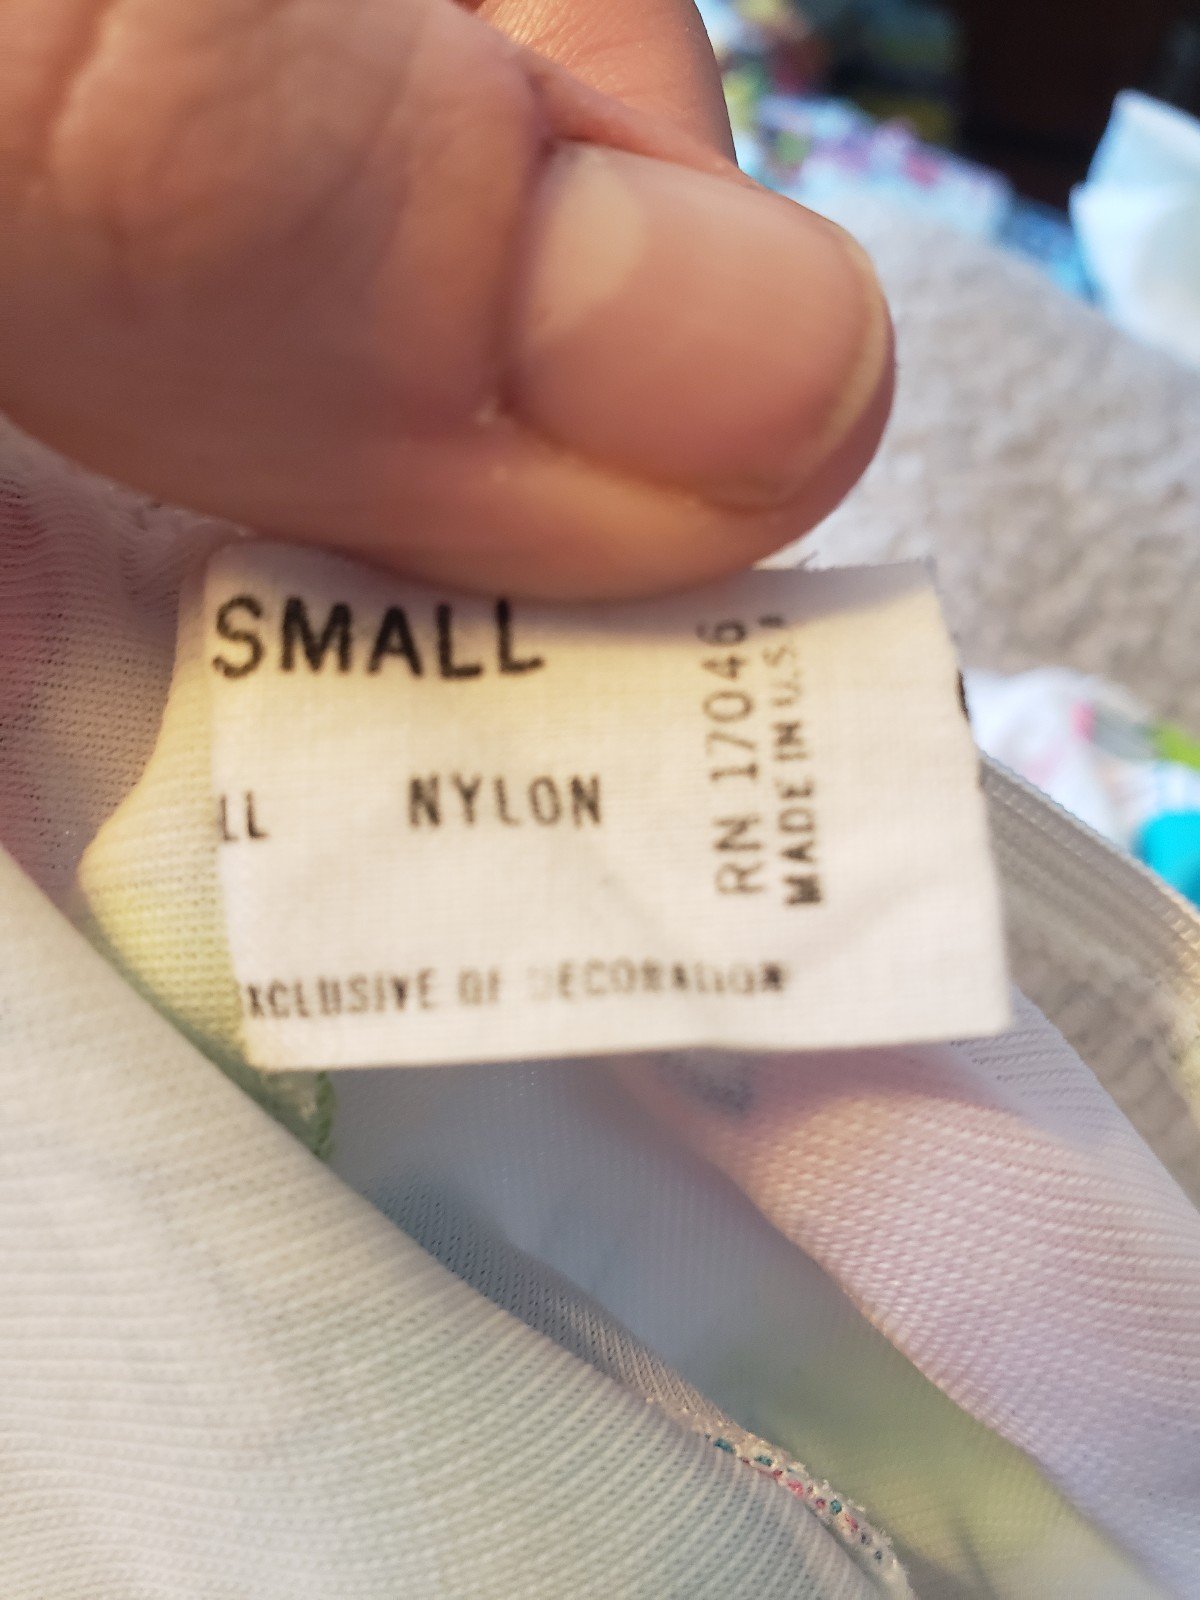 SMALL
LL NYLON
XCLUSIVE OF DECORATION
RN 17046
MADE IN U.S.